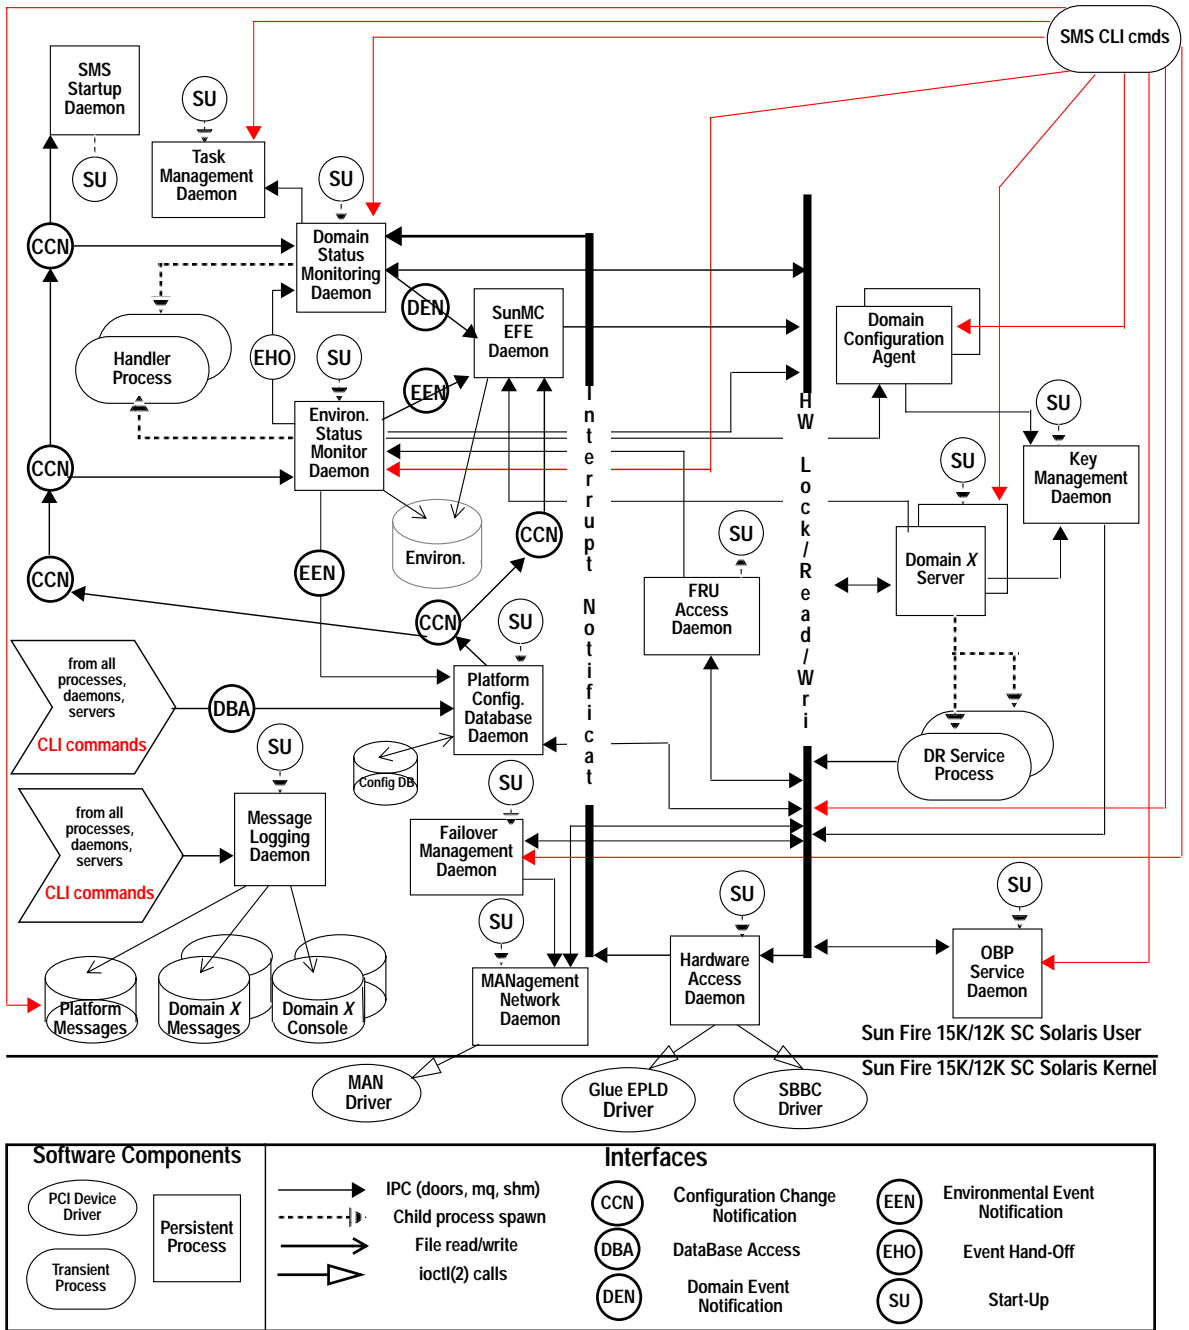 SMS CLI cmds
SMS
Startup
Daemon
SU
SU
Task
Management
Daemon
SU
CCN
Domain
Status
Monitoring
Daemon
DEN
SunMC
EFE
Daemon
Domain
Configuration
Agent
Handler
Process
EHO
SU
EEN
SU
Environ.
Status
Monitor
Daemon
CCN
SU
Key
Management
Daemon
Interrupt Notificat
HW Lock/Read/Wri
Environ.
CCN
SU
EEN
CCN
Domain X
Server
FRU
Access
Daemon
CCN
SU
from all
processes,
daemons,
servers
CLI commands
DBA
Platform
Config.
Database
Daemon
SU
Config DB
DR Service
Process
SU
from all
processes,
daemons,
servers
CLI commands
Message
Logging
Daemon
Failover
Management
Daemon
SU
SU
SU
Platform
Messages
Domain X
Messages
Domain X
Console
MANagement
Network
Daemon
Hardware
Access
Daemon
OBP
Service
Daemon
Sun Fire 15K/12K SC Solaris User
Sun Fire 15K/12K SC Solaris Kernel
MAN
Driver
Glue EPLD
Driver
SBBC
Driver
Software Components
PCI Device
Driver
Persistent
Process
Transient
Process
Interfaces
IPC (doors, mq, shm)
Child process spawn
File read/write
ioctl(2) calls
CCN
Configuration Change
Notification
DBA
DataBase Access
DEN
Domain Event
Notification
EEN
Environmental Event
Notification
EHO
Event Hand-Off
SU
Start-Up